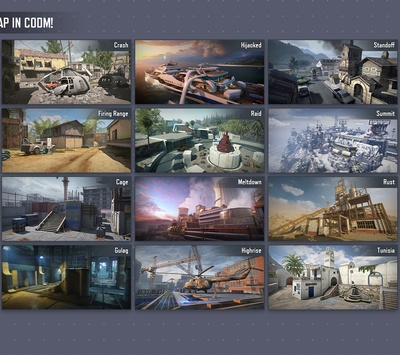 AP IN CODM!
Crash
Hijacked
Standoff
Firing Range
Raid
Summit
Cage
Meltdown
Rust
Gulag
Highrise
Tunisia